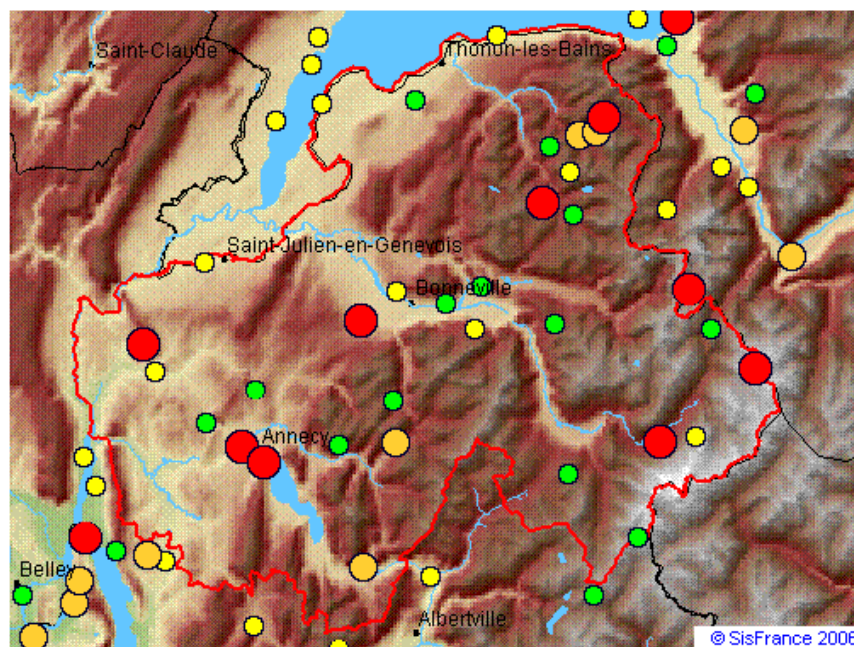 Saint-Claude
Thonon-les-Bains
Saint-Julien-en-Genevois
Bonneville
Annecy
Belley
Albertville
© SisFrance 2006